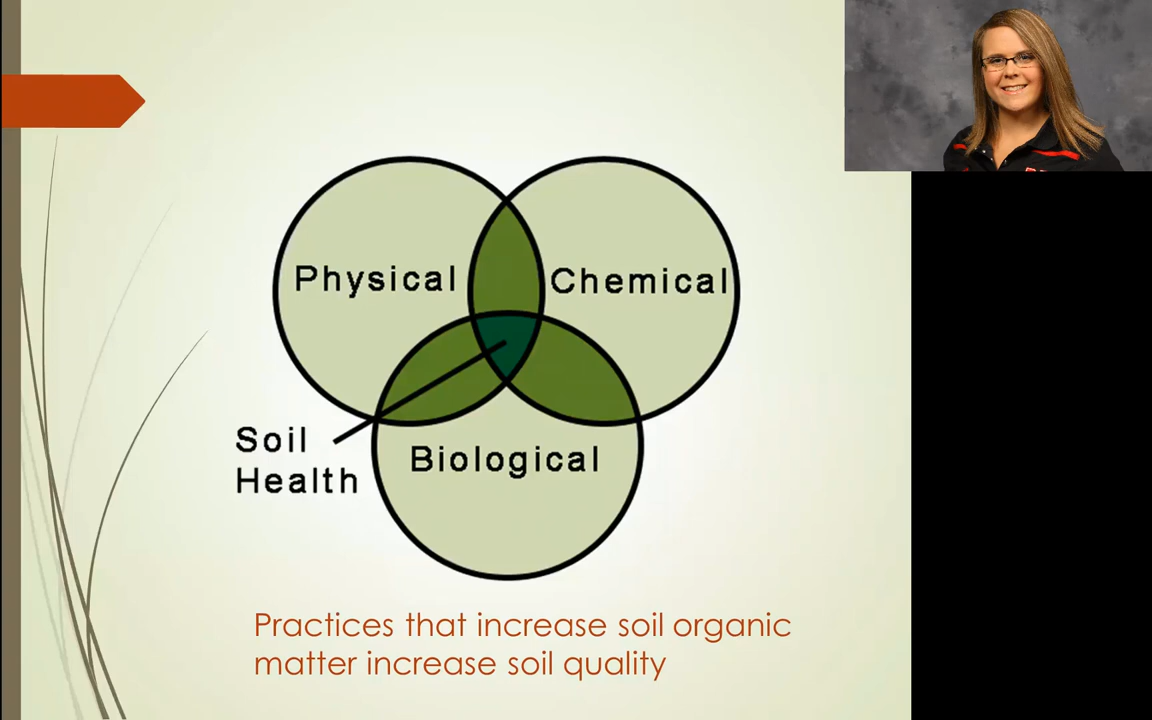 Physical
Chemical
Soil
Health
Biological
Practices that increase soil organic
matter increase soil quality